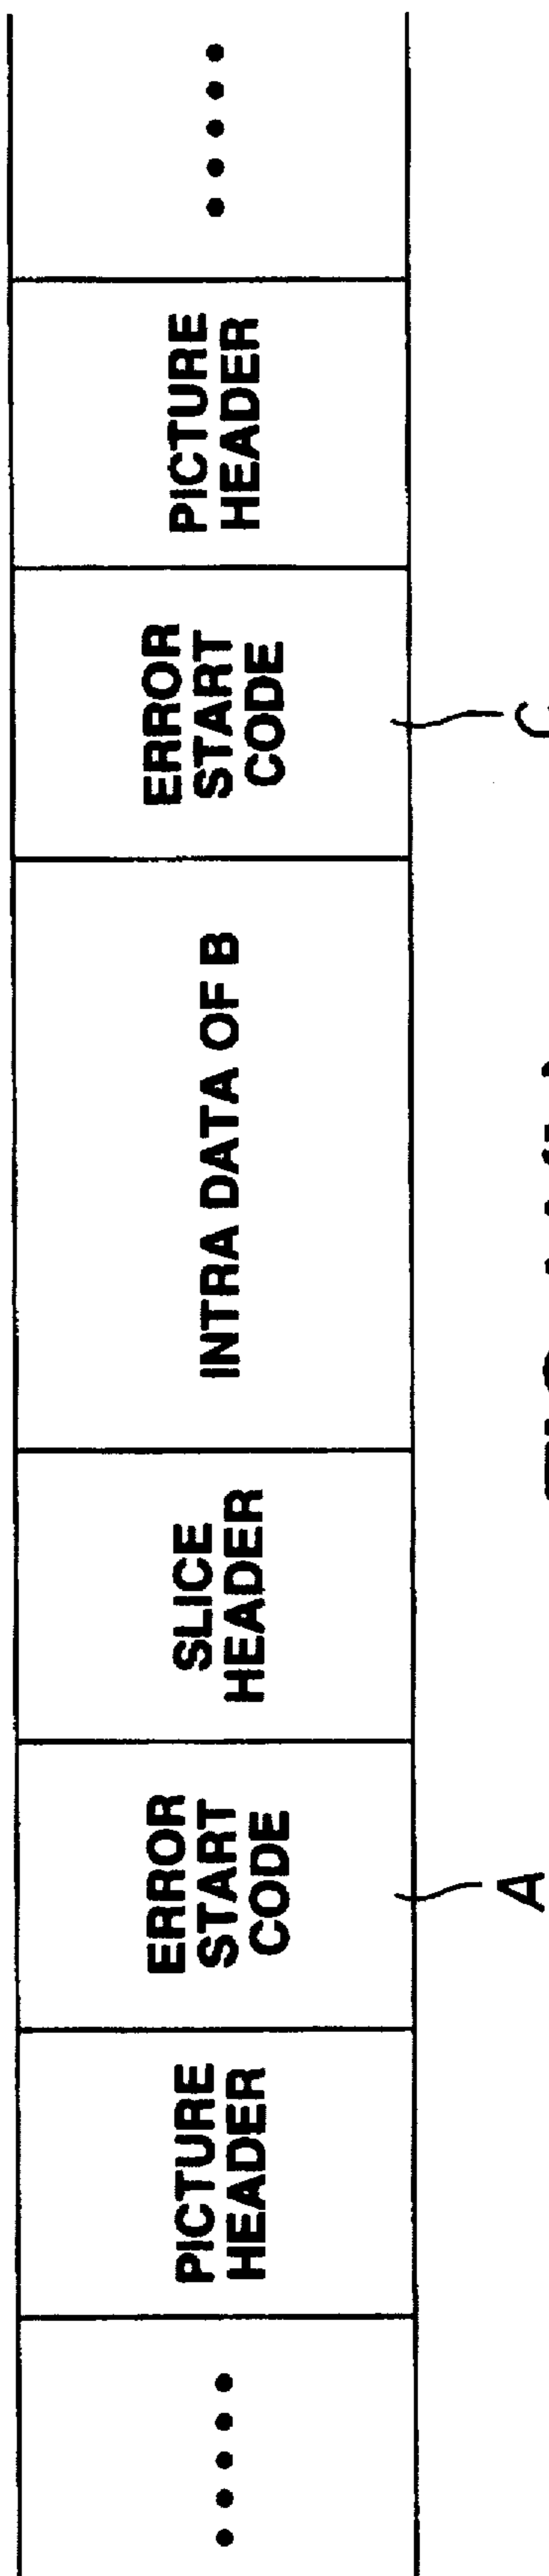 •••••
PICTURE
HEADER
ERROR
START
CODE
A
SLICE
HEADER
INTRA DATA OF B
ERROR
START
CODE
C
PICTURE
HEADER
•••••